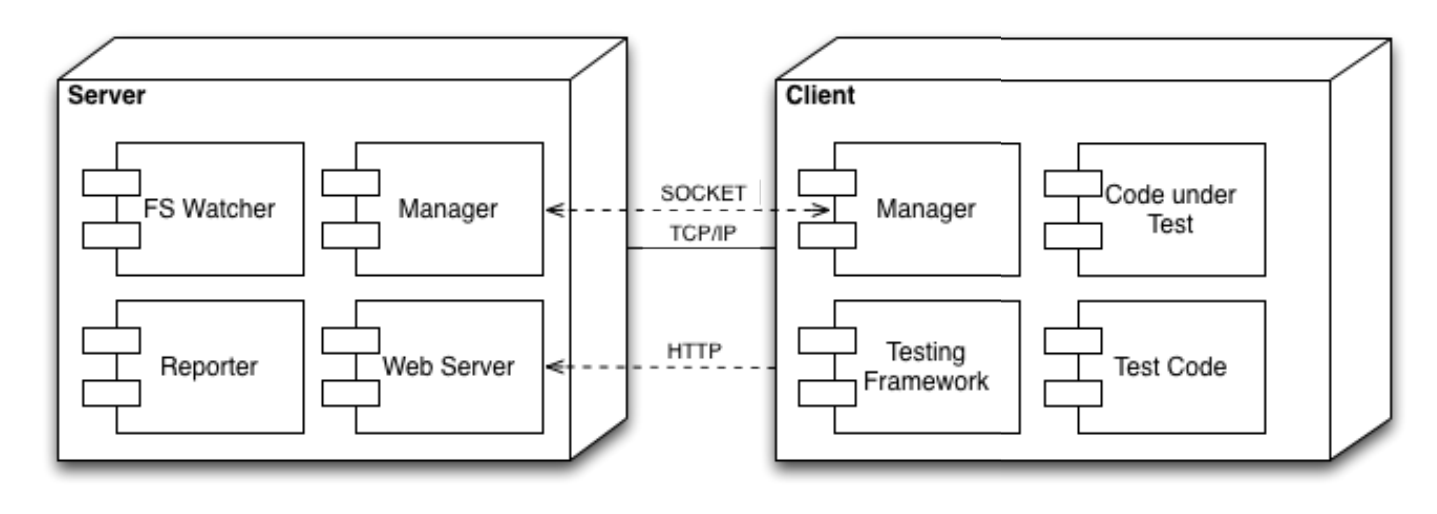 Server
FS Watcher
Manager
Reporter
Web Server
SOCKET
TCP/IP
HTTP
Client
Manager
Code under
Test
Testing
Framework
Test Code